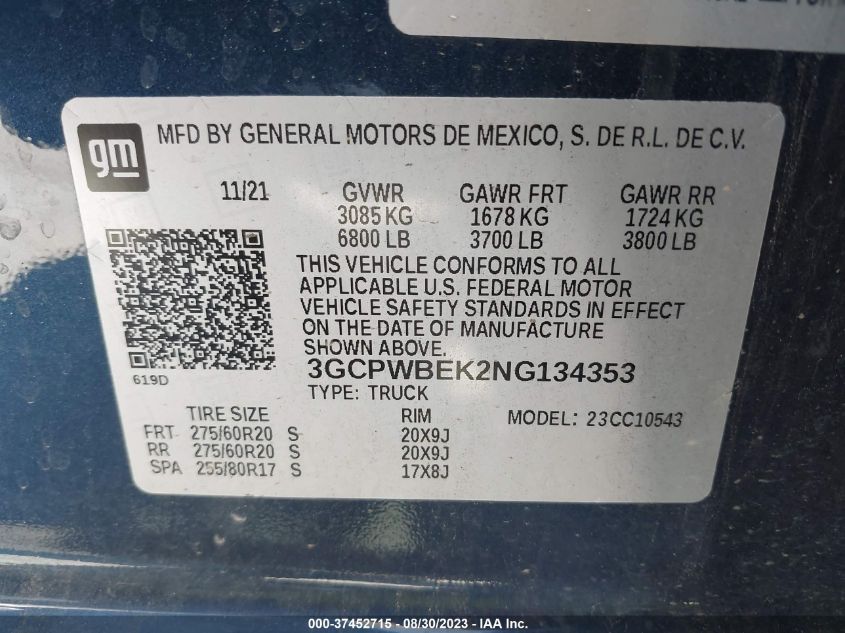 gm
MFD BY GENERAL MOTORS DE MEXICO, S. DE R.L. DE C.V.
11/21 GVWR GAWR FRT GAWR RR
3085 KG 1678 KG 1724 KG
6800 LB 3700 LB 3800 LB
THIS VEHICLE CONFORMS TO ALL
APPLICABLE U.S. FEDERAL MOTOR
VEHICLE SAFETY STANDARDS IN EFFECT
ON THE DATE OF MANUFACTURE
SHOWN ABOVE.
619D
3GCPWBEK2NG134353
TYPE: TRUCK
TIRE SIZE RIM MODEL: 23CC10543
FRT 275/60R20 S 20X9J
RR 275/60R20 S 20X9J
SPA 255/80R17 S 17X8J
000-37452715 - 08/30/2023 - © IAA Inc.